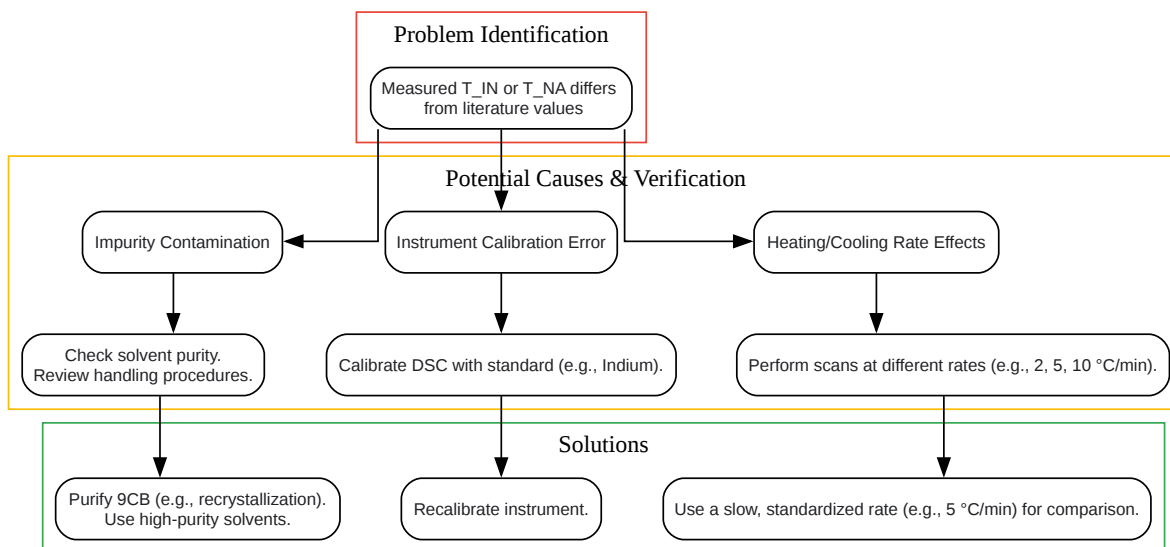 Problem Identification
Measured T_IN or T_NA differs
from literature values
Potential Causes & Verification
Impurity Contamination
Instrument Calibration Error
Heating/Cooling Rate Effects
Check solvent purity.
Review handling procedures.
Calibrate DSC with standard (e.g., Indium).
Perform scans at different rates (e.g., 2, 5, 10 °C/min).
Solutions
Purify 9CB (e.g., recrystallization).
Use high-purity solvents.
Recalibrate instrument.
Use a slow, standardized rate (e.g., 5 °C/min) for comparison.